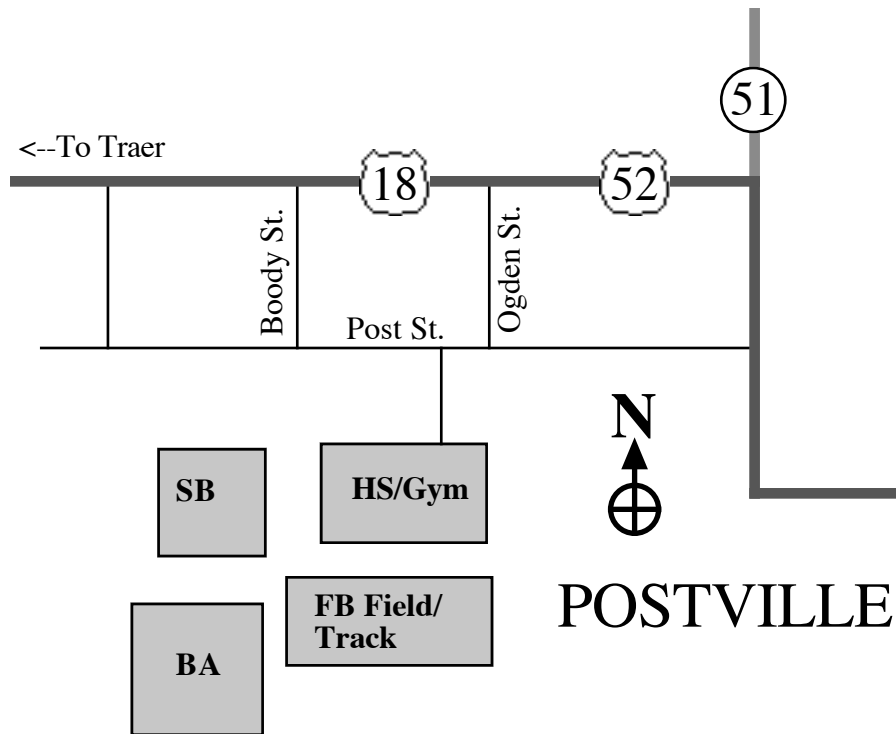 51
<--To Traer
18
52
Boody St.
Ogden St.
Post St.
N
SB
HS/Gym
FB Field/
Track
POSTVILLE
BA